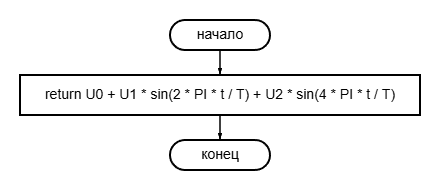 начало
return U0 + U1 * sin(2 * PI * t / T) + U2 * sin(4 * PI * t / T)
конец